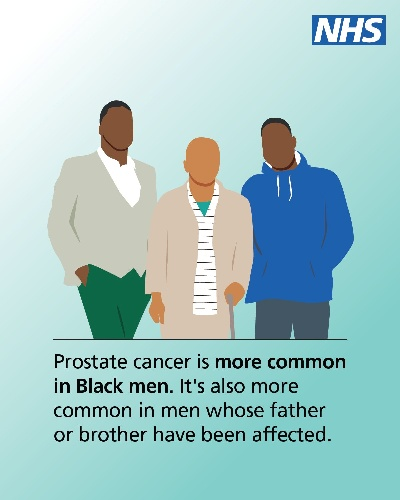 NHS
Prostate cancer is more common
in Black men. It's also more
common in men whose father
or brother have been affected.